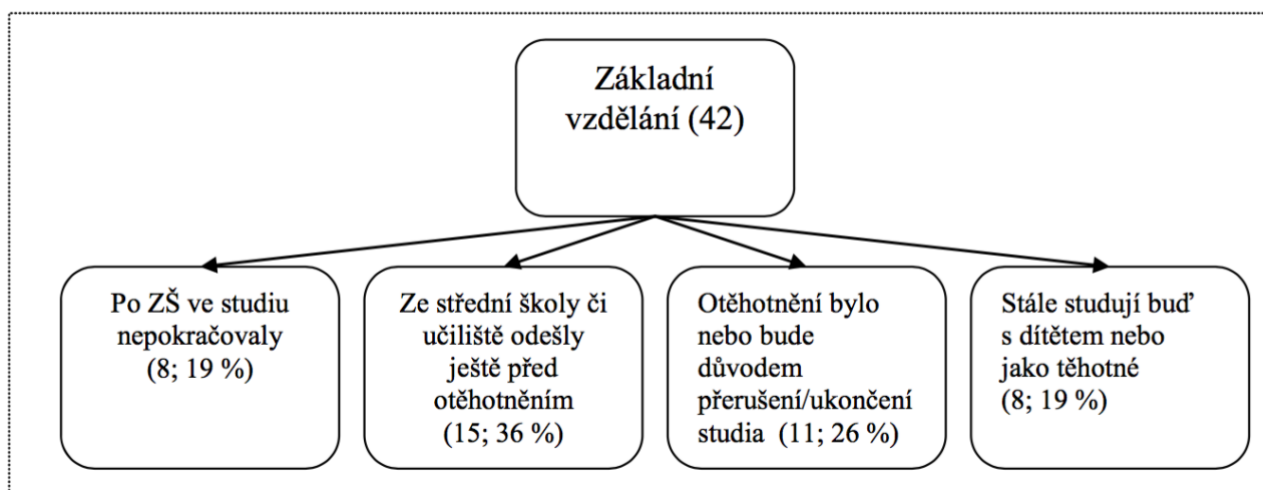 Základní
vzdělání (42)
Po ZŠ ve studiu
nepokračovaly
(8; 19 %)
Ze střední školy či
učiliště odešly
ještě před
otěhotněním
(15; 36 %)
Otěhotnění bylo
nebo bude
důvodem
přerušení/ukončení
studia (11; 26 %)
Stále studují buď
s dítětem nebo
jako těhotné
(8; 19 %)